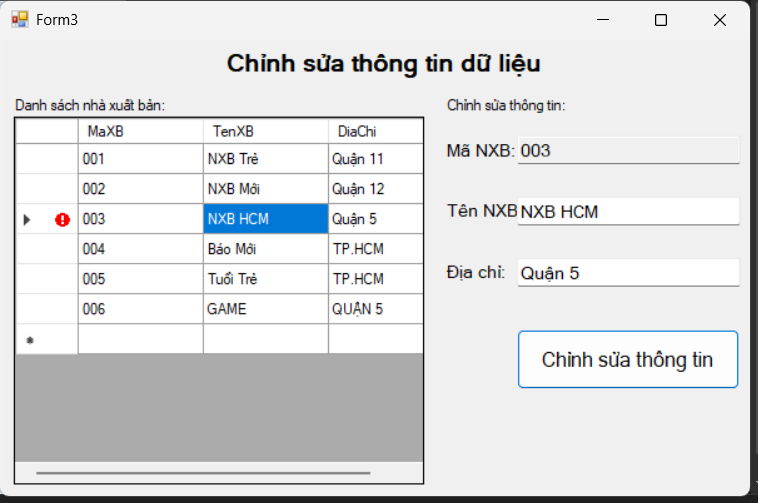 Form3
Chỉnh sửa thông tin dữ liệu
Danh sách nhà xuất bản:
MaXB TenXB DiaChi
001 NXB Trẻ Quận 11
002 NXB Mới Quận 12
003 NXB HCM Quận 5
004 Báo Mới TP.HCM
005 Tuổi Trẻ TP.HCM
006 GAME QUẬN 5
Chỉnh sửa thông tin:
Mã NXB: 003
Tên NXB NXB HCM
Địa chỉ: Quận 5
Chỉnh sửa thông tin